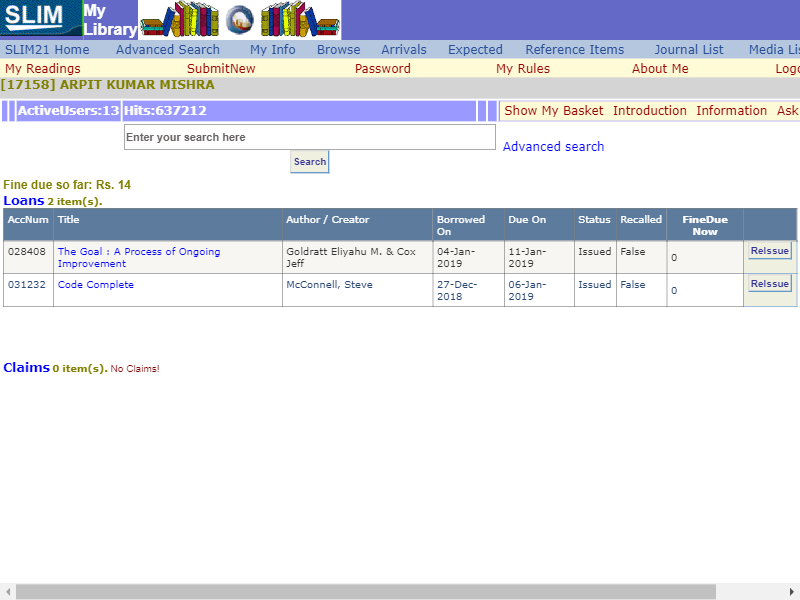 SLIM My Library
SLIM21 Home Advanced Search My Info Browse Arrivals Expected Reference Items Journal List Media Lis
My Readings SubmitNew Password My Rules About Me Logo
[17158] ARPIT KUMAR MISHRA
ActiveUsers:13 Hits:637212 Show My Basket Introduction Information Ask
Enter your search here Advanced search
Search
Fine due so far: Rs. 14
Loans 2 item(s).
AccNum Title Author / Creator Borrowed On Due On Status Recalled FineDue Now
028408 The Goal : A Process of Ongoing Improvement Goldratt Eliyahu M. & Cox Jeff 04-Jan-2019 11-Jan-2019 Issued False 0 ReIssue
031232 Code Complete McConnell, Steve 27-Dec-2018 06-Jan-2019 Issued False 0 ReIssue
Claims 0 item(s). No Claims!